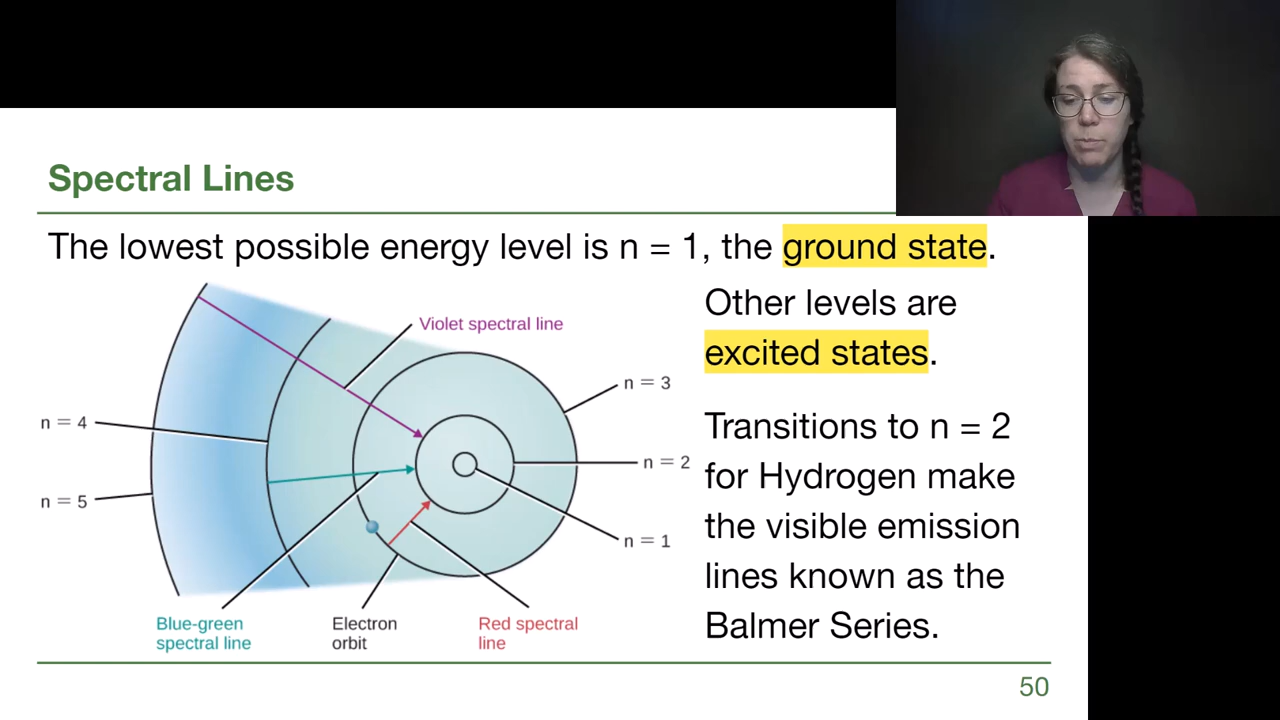 Spectral Lines
The lowest possible energy level is n = 1, the ground state.
Other levels are
excited states.
Transitions to n = 2
for Hydrogen make
the visible emission
lines known as the
Balmer Series.
Violet spectral line
n = 3
n = 4
n = 2
n = 5
n = 1
Blue-green
spectral line
Electron
orbit
Red spectral
line
50